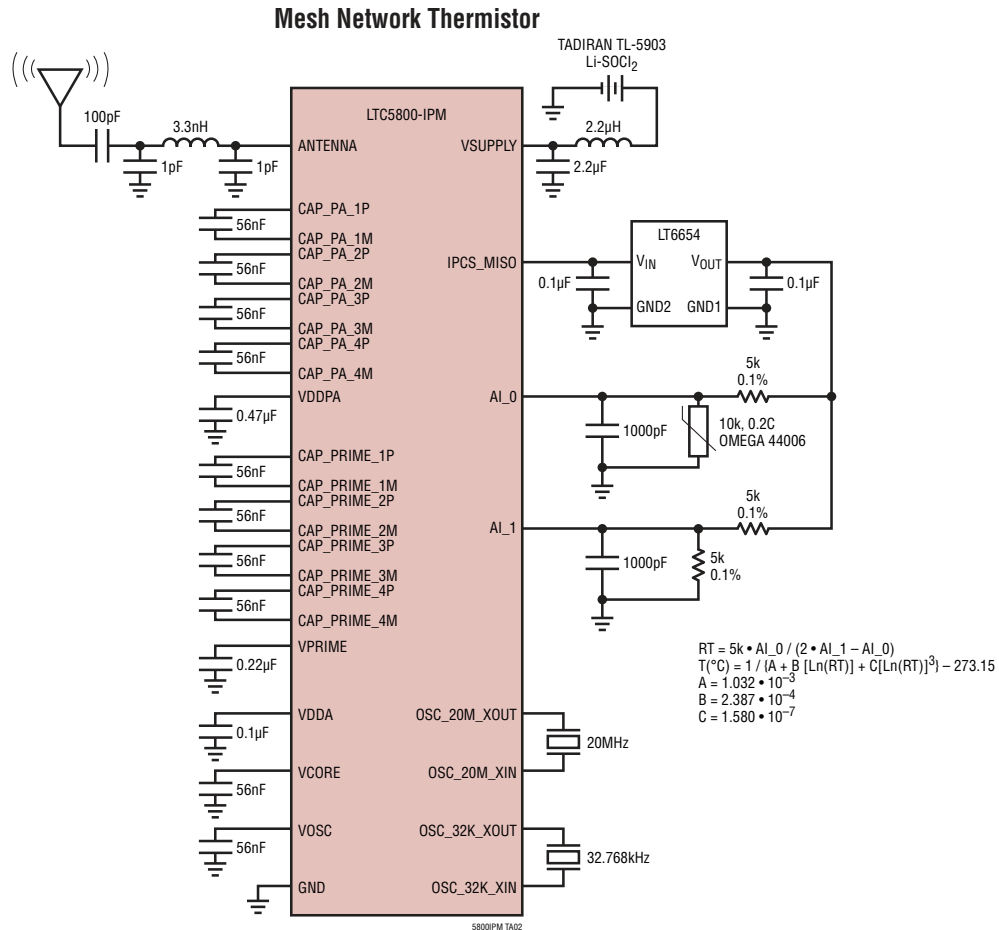 Mesh Network Thermistor
TADIRAN TL-5903
Li-SOCl2
100pF
3.3nH
1pF
1pF
LTC5800-IPM
ANTENNA
VSUPPLY
2.2µH
2.2µF
CAP_PA_1P
56nF
CAP_PA_1M
CAP_PA_2P
56nF
CAP_PA_2M
CAP_PA_3P
56nF
CAP_PA_3M
CAP_PA_4P
56nF
CAP_PA_4M
VDDPA
0.47µF
CAP_PRIME_1P
56nF
CAP_PRIME_1M
CAP_PRIME_2P
56nF
CAP_PRIME_2M
CAP_PRIME_3P
56nF
CAP_PRIME_3M
CAP_PRIME_4P
56nF
CAP_PRIME_4M
VPRIME
0.22µF
VDDA
0.1µF
VCORE
56nF
VOSC
56nF
GND
IPCS_MISO
0.1µF
LT6654
VIN
VOUT
GND2
GND1
0.1µF
AI_0
1000pF
5k
0.1%
10k, 0.2C
OMEGA 44006
AI_1
1000pF
5k
0.1%
5k
0.1%
RT = 5k • AI_0 / (2 • AI_1 – AI_0)
T(°C) = 1 / {A + B [Ln(RT)] + C[Ln(RT)]³} – 273.15
A = 1.032 • 10⁻³
B = 2.387 • 10⁻⁴
C = 1.580 • 10⁻⁷
OSC_20M_XOUT
20MHz
OSC_20M_XIN
OSC_32K_XOUT
32.768kHz
OSC_32K_XIN
5800IPM TA02